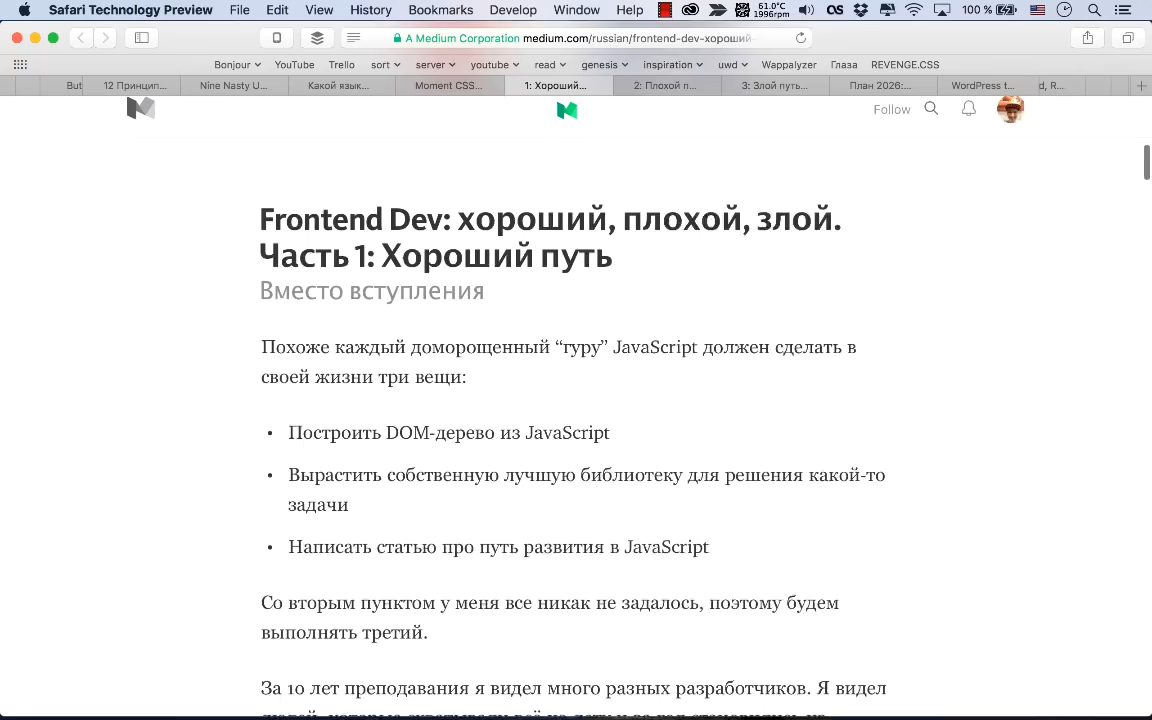 Safari Technology Preview File Edit View History Bookmarks Develop Window Help 61.0°C 1996rpm 100 %
A Medium Corporation medium.com/russian/frontend-dev-хороший-
Bonjour YouTube Trello sort server youtube read genesis inspiration uwd Wappalyzer Глаза REVENGE.CSS
But 12 Принцип... Nine Nasty U... Какой язык... Moment CSS... 1: Хороший... 2: Плохой п... 3: Злой путь... План 2026:... WordPress t... d, R...
Follow
Frontend Dev: хороший, плохой, злой.
Часть 1: Хороший путь
Вместо вступления
Похоже каждый доморощенный “гуру” JavaScript должен сделать в
своей жизни три вещи:
• Построить DOM-дерево из JavaScript
• Вырастить собственную лучшую библиотеку для решения какой-то
задачи
• Написать статью про путь развития в JavaScript
Со вторым пунктом у меня все никак не задалось, поэтому будем
выполнять третий.
За 10 лет преподавания я видел много разных разработчиков. Я видел